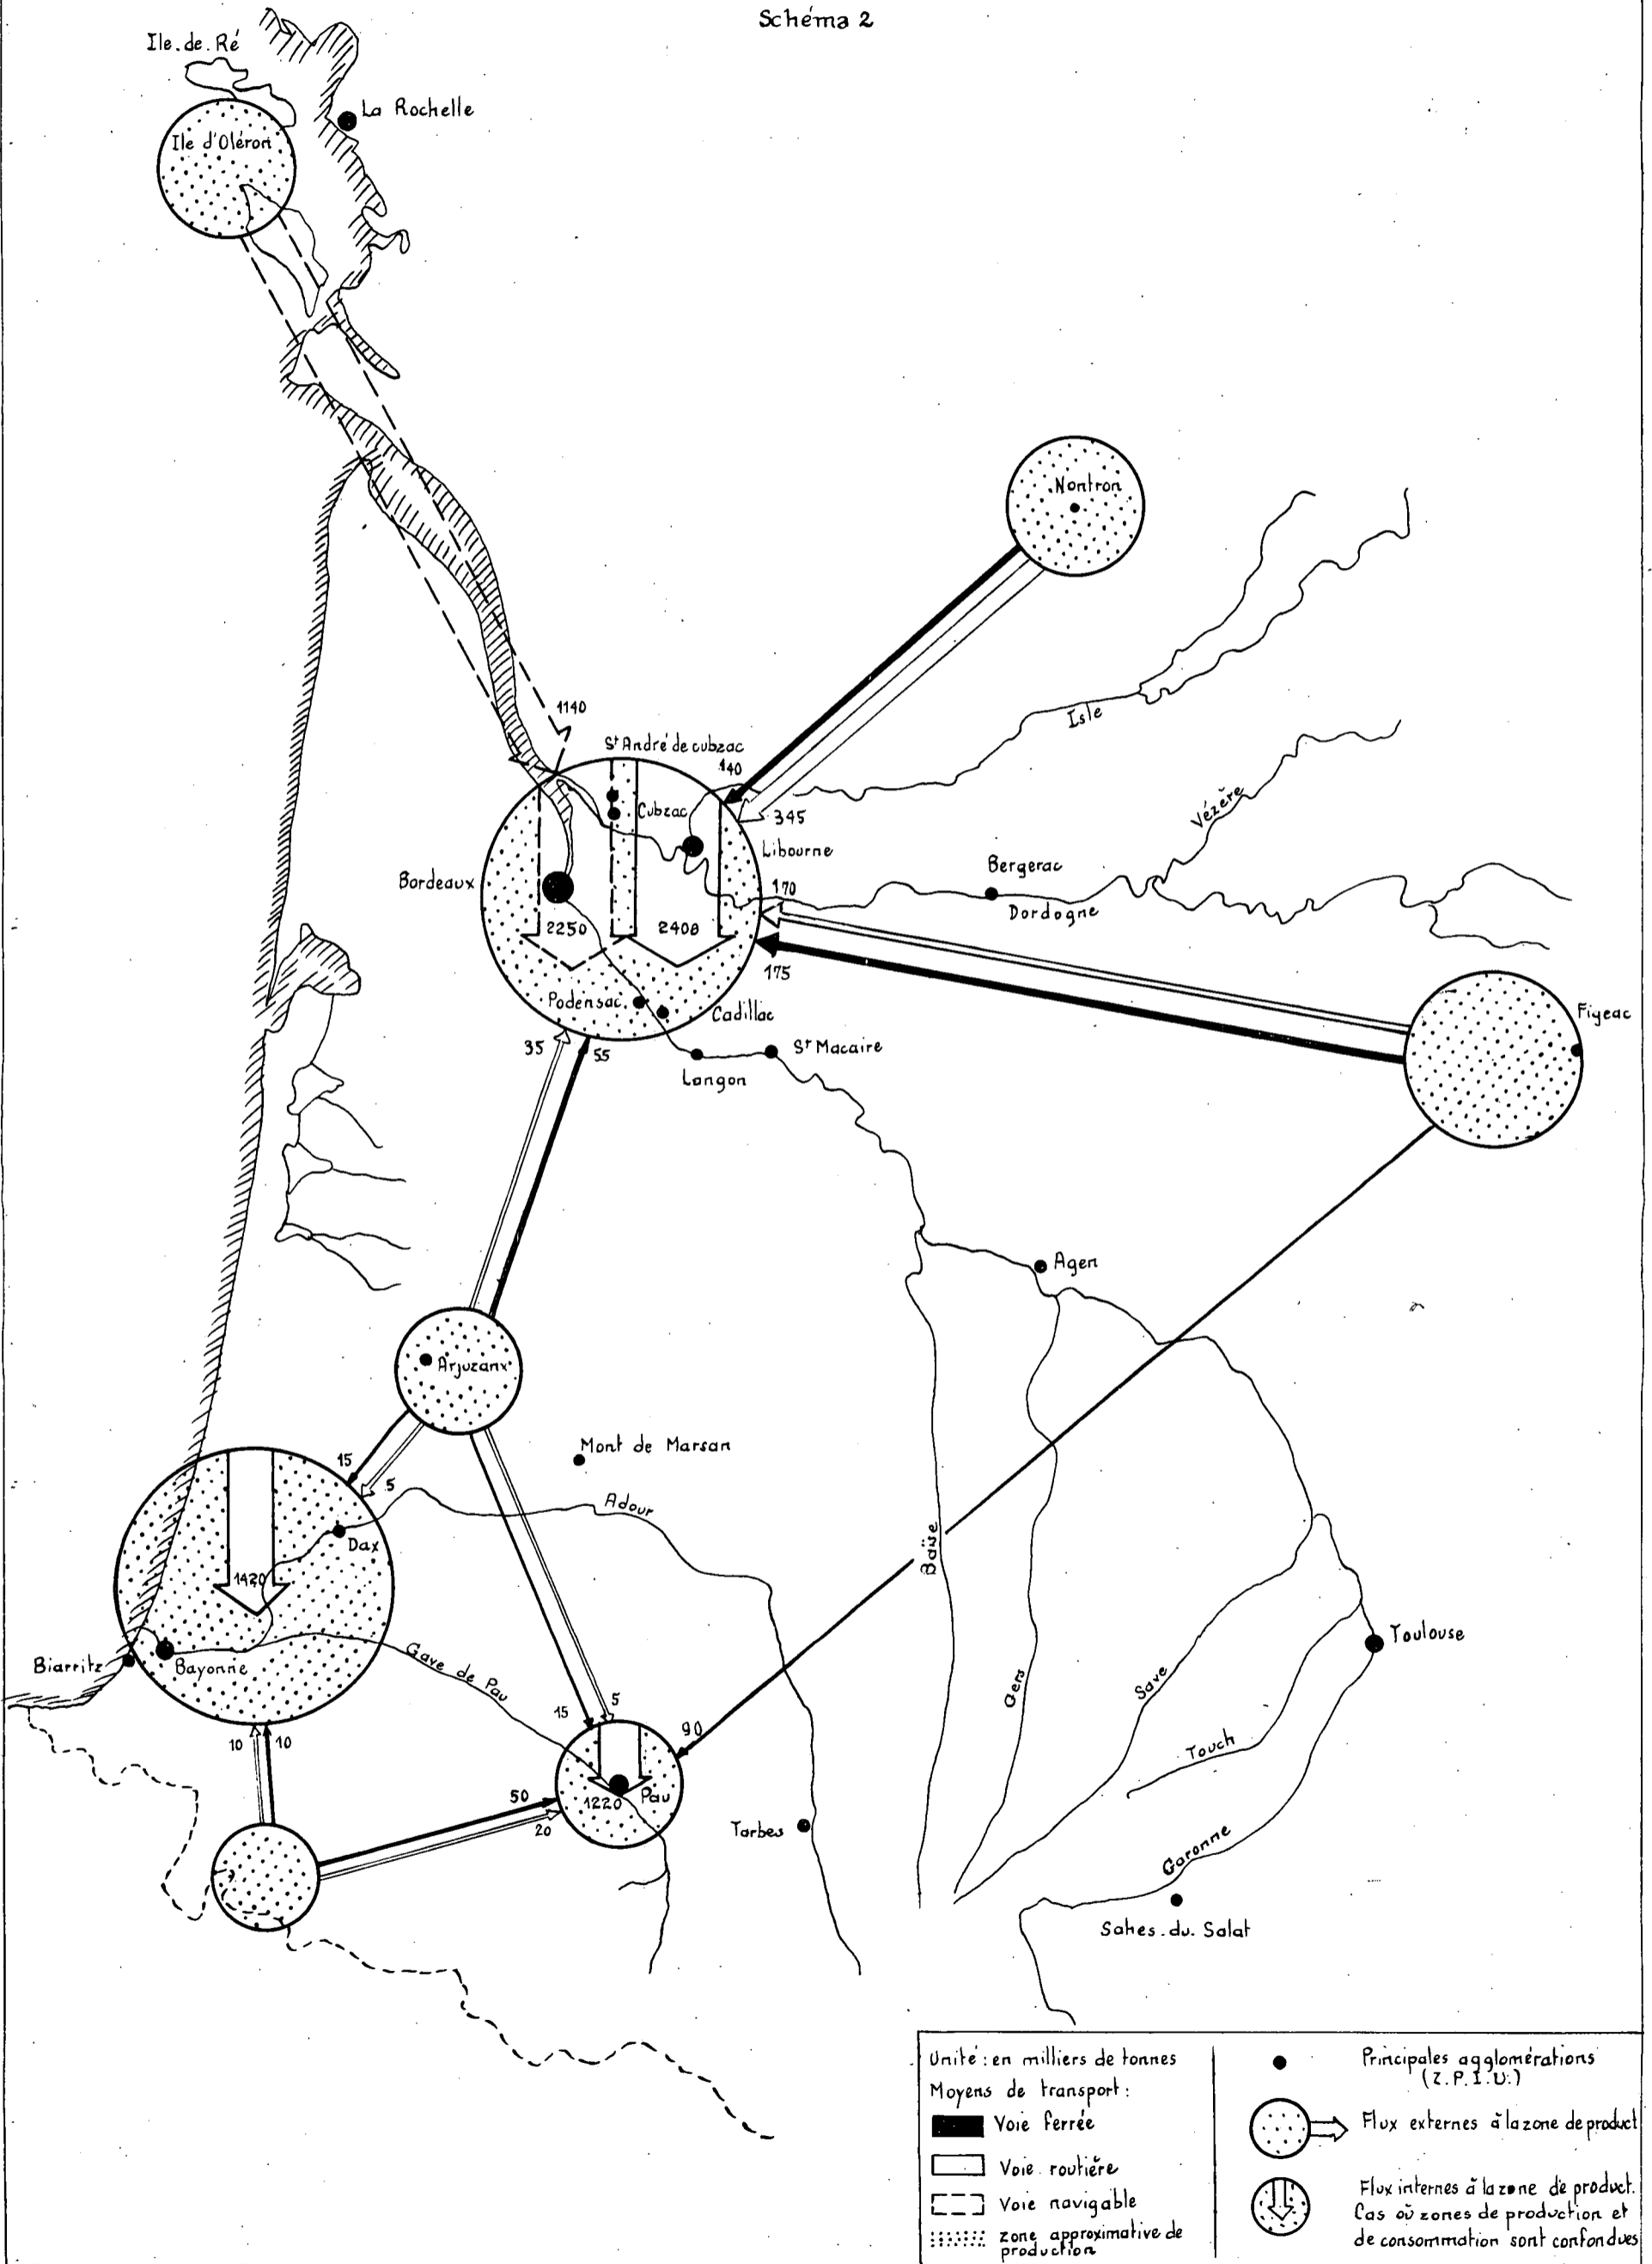 Schéma 2
Ile.de.Ré
La Rochelle
Ile d'Oléron
Nontron
Isle
1140
St André de cubzac
140
345
Cubzac
Libourne
Vézère
Bergerac
Dordogne
Bordeaux
170
2250
2400
175
Figeac
Podensac
Cadillac
35
55
St Macaire
Langon
Agen
Arjuzanx
15
5
Mont de Marsan
Adour
Dax
1420
Baïse
Biarritz
Bayonne
Gave de Pau
Toulouse
Gers
Save
15
5
90
10
10
Touch
50
20
1220
Pau
Tarbes
Garonne
Salies.du.Salat
Unité : en milliers de tonnes
Moyens de transport :
Voie ferrée
Voie routière
Voie navigable
zone approximative de
production
Principales agglomérations
(Z.P.I.U.)
Flux externes à la zone de product
Flux internes à la zone de product.
Cas où zones de production et
de consommation sont confondues